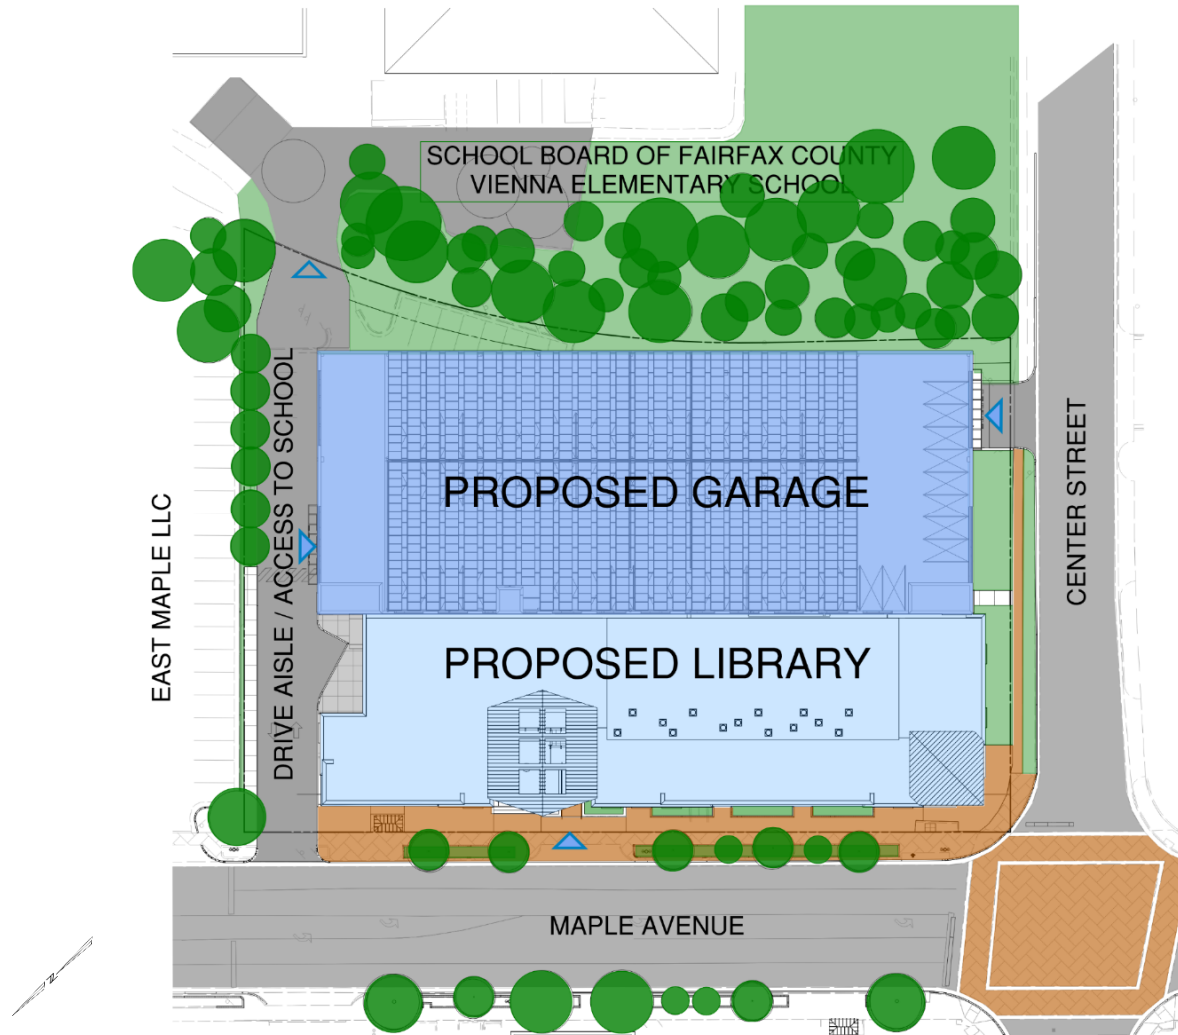 SCHOOL BOARD OF FAIRFAX COUNTY
VIENNA ELEMENTARY SCHOOL
EAST MAPLE LLC
DRIVE AISLE / ACCESS TO SCHOOL
PROPOSED GARAGE
PROPOSED LIBRARY
CENTER STREET
MAPLE AVENUE